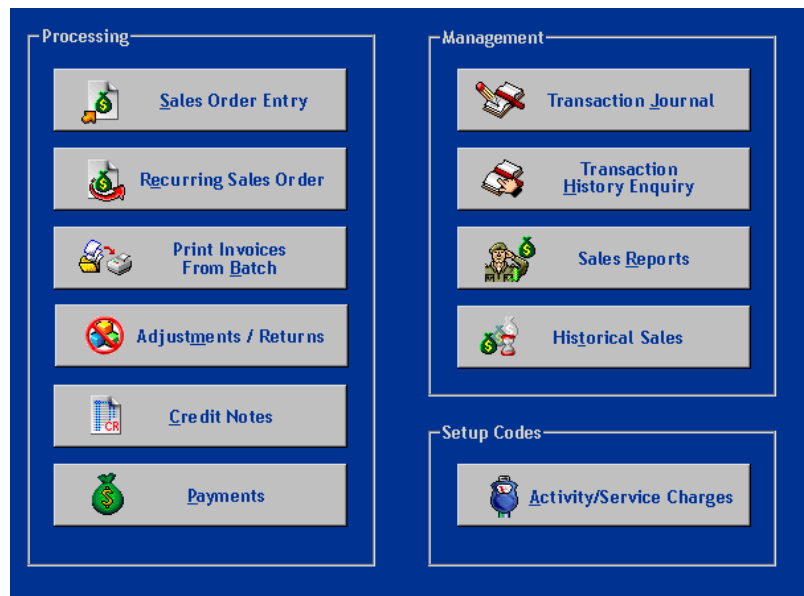 Processing
Sales Order Entry
Recurring Sales Order
Print Invoices
From Batch
Adjustments / Returns
CR
Credit Notes
Payments
Management
Transaction Journal
Transaction
History Enquiry
Sales Reports
Historical Sales
Setup Codes
Activity/Service Charges